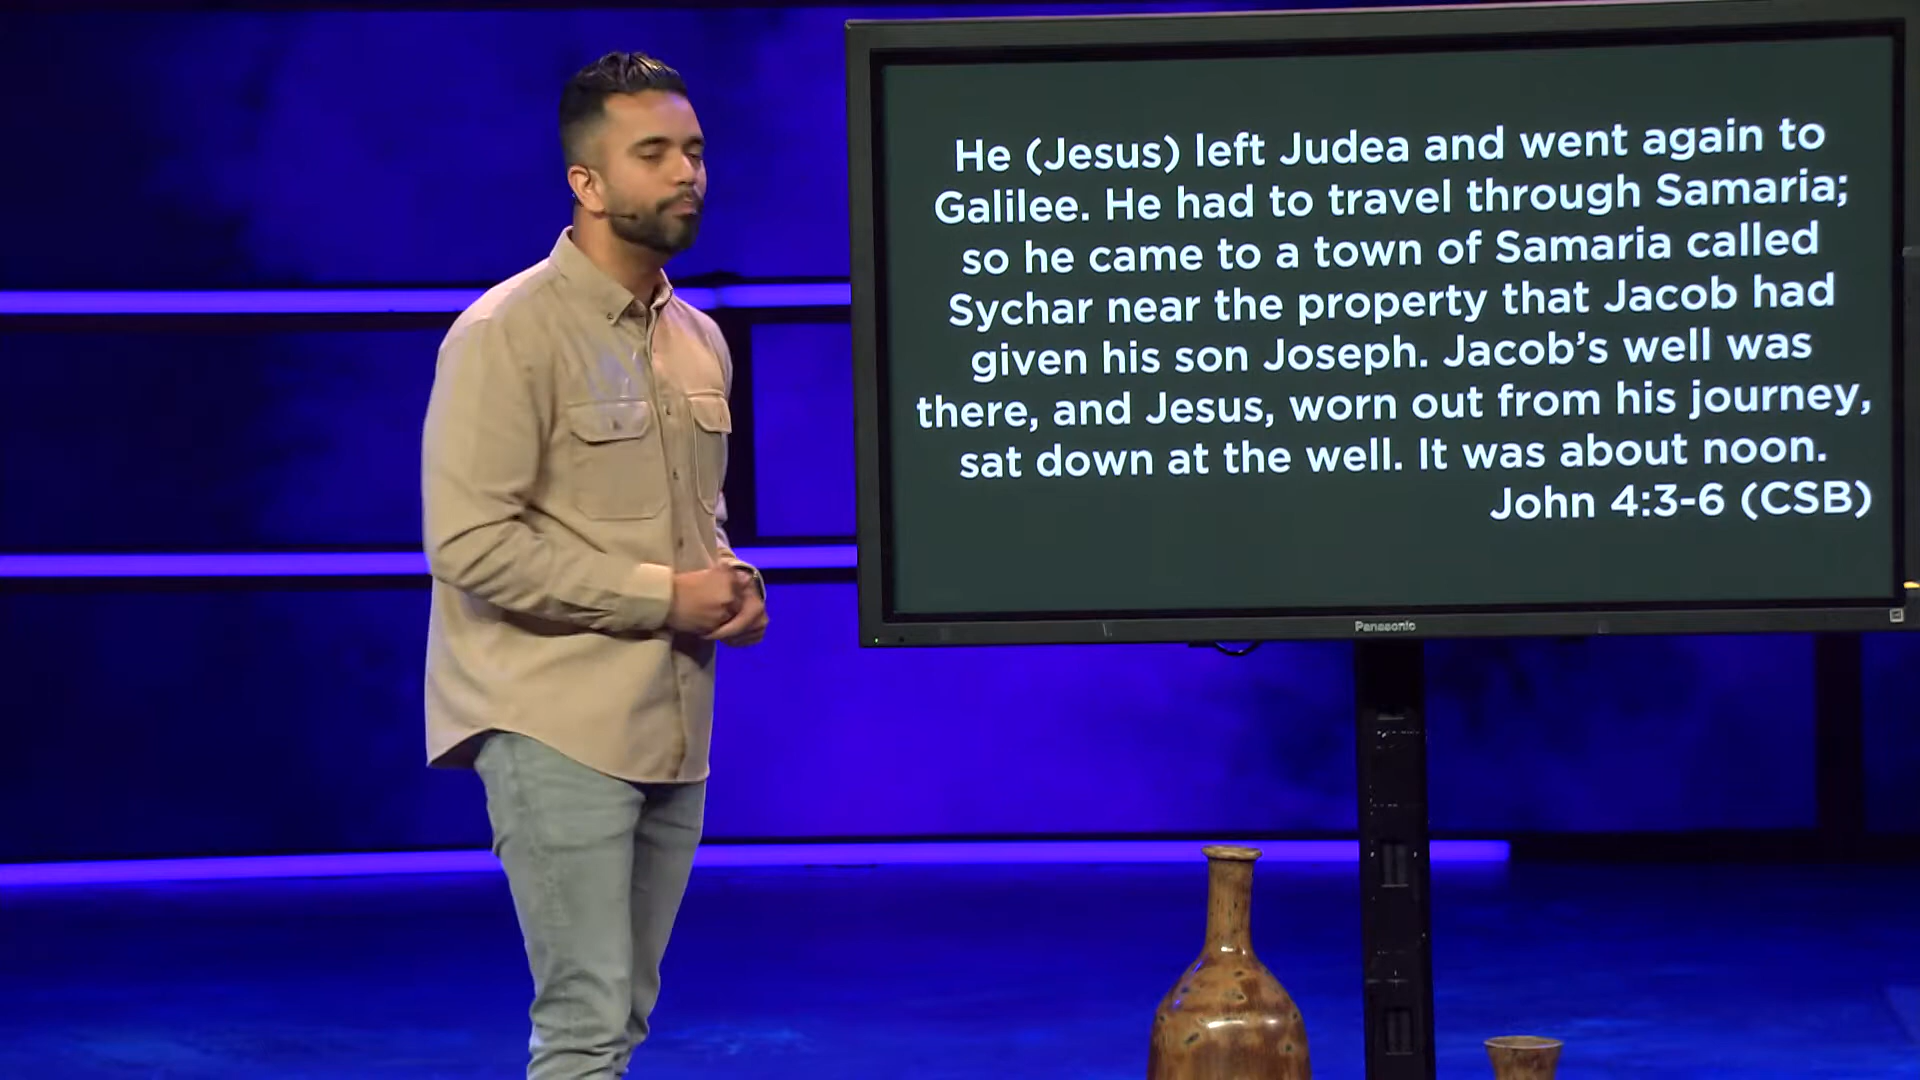 He (Jesus) left Judea and went again to
Galilee. He had to travel through Samaria;
so he came to a town of Samaria called
Sychar near the property that Jacob had
given his son Joseph. Jacob’s well was
there, and Jesus, worn out from his journey,
sat down at the well. It was about noon.
John 4:3-6 (CSB)
Panasonic